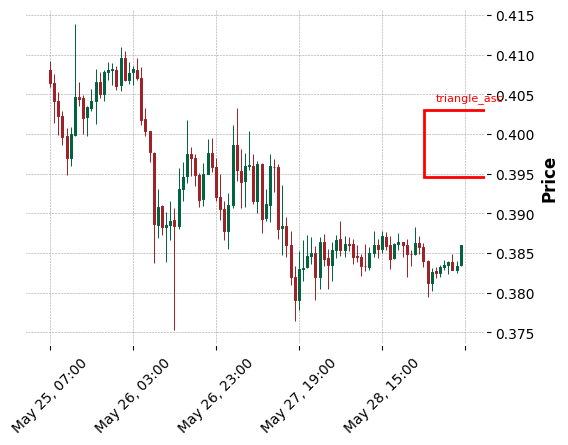 0.415
0.410
0.405
triangle_asc
0.400
0.395
0.390
0.385
0.380
0.375
Price
May 25, 07:00
May 26, 03:00
May 26, 23:00
May 27, 19:00
May 28, 15:00